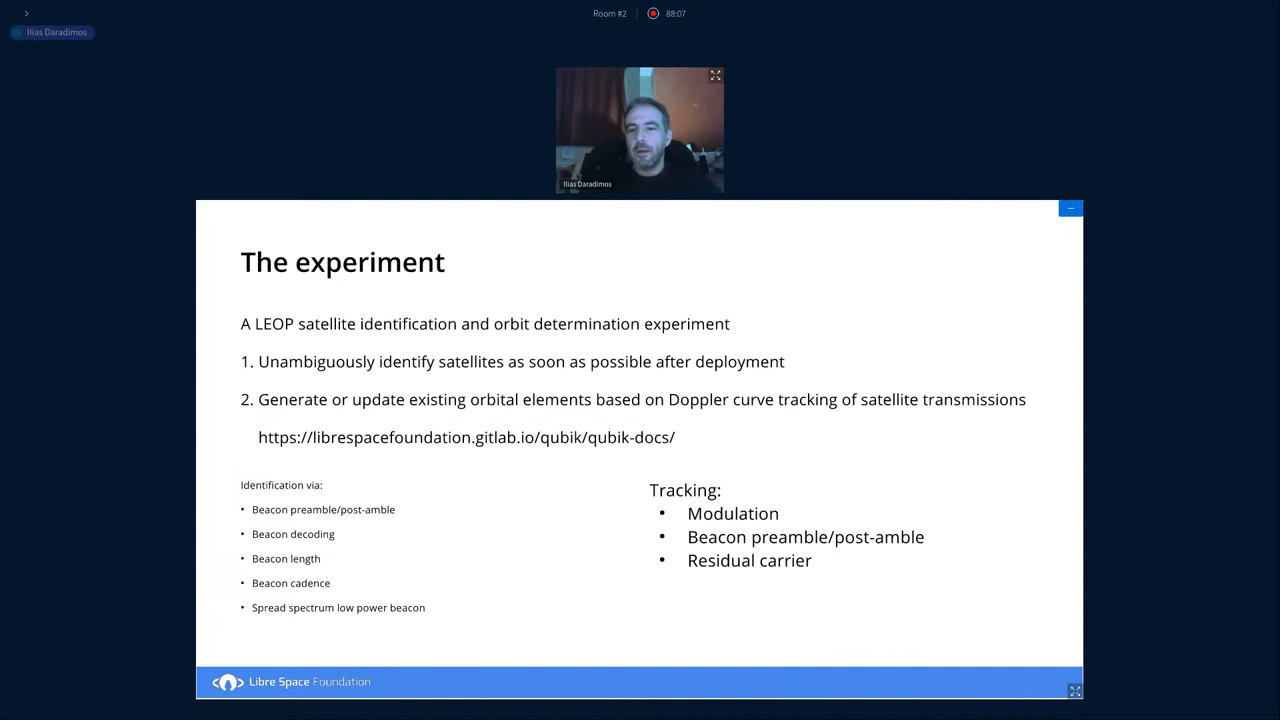 Room #2
88:07
Ilias Daradimos
Ilias Daradimos
The experiment
A LEOP satellite identification and orbit determination experiment
1. Unambiguously identify satellites as soon as possible after deployment
2. Generate or update existing orbital elements based on Doppler curve tracking of satellite transmissions
https://librespacefoundation.gitlab.io/qubik/qubik-docs/
Identification via:
• Beacon preamble/post-amble
• Beacon decoding
• Beacon length
• Beacon cadence
• Spread spectrum low power beacon
Tracking:
• Modulation
• Beacon preamble/post-amble
• Residual carrier
Libre Space Foundation